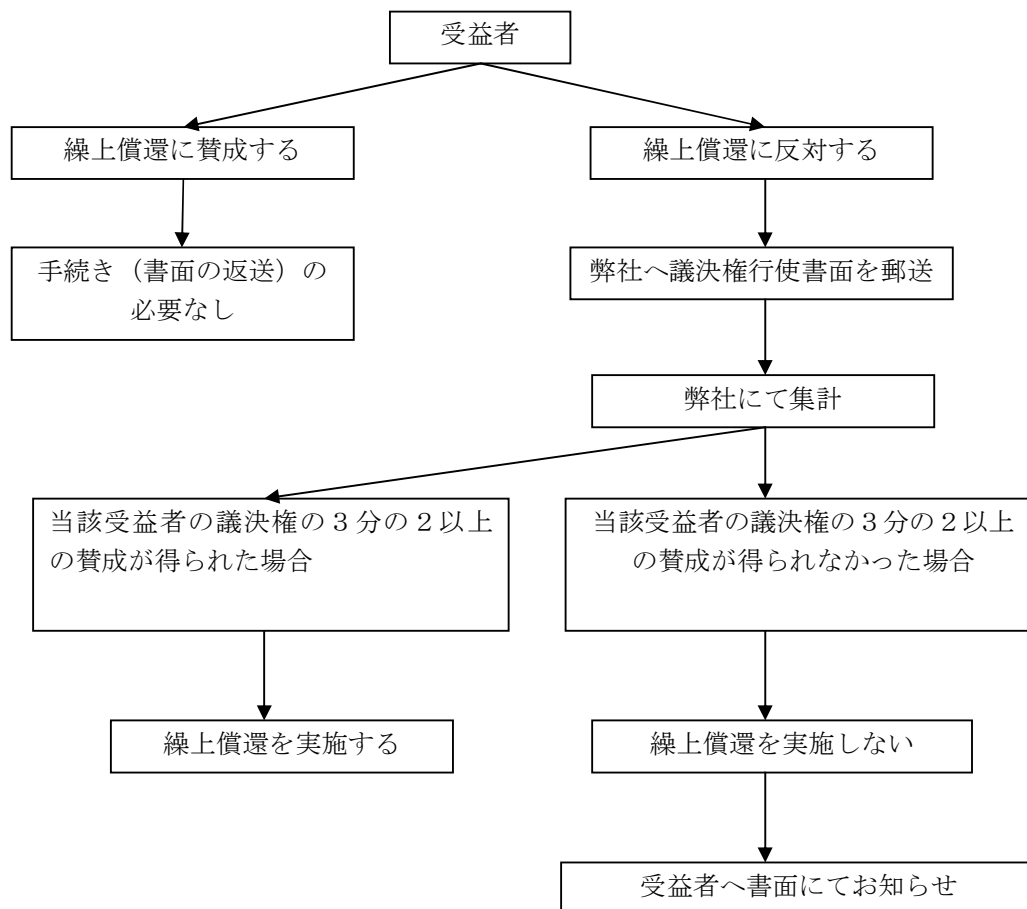 受益者
繰上償還に賛成する
繰上償還に反対する
手続き（書面の返送）の
必要なし
弊社へ議決権行使書面を郵送
弊社にて集計
当該受益者の議決権の３分の２以上
の賛成が得られた場合
当該受益者の議決権の３分の２以上
の賛成が得られなかった場合
繰上償還を実施する
繰上償還を実施しない
受益者へ書面にてお知らせ